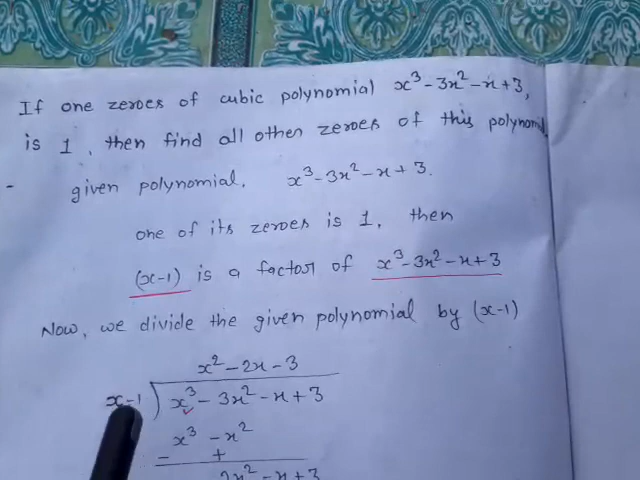 If one zeroes of cubic polynomial x³-3x²-x+3,
is 1, then find all other zeroes of this
- given polynomial, x³-3x²-x+3.
one of its zeroes is 1, then
(x-1) is a factor of x³-3x²-x+3
Now, we divide the given polynomial by (x-1)
x²-2x-3
x-1 ) x³-3x²-x+3
x³ -x²
- +
2x²-x+3